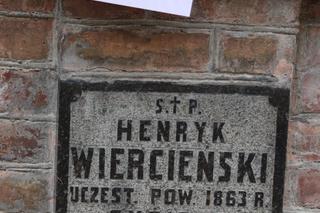 Ś.†P.
HENRYK
WIERCIENSKI
UCZEST. POW. 1863 R.